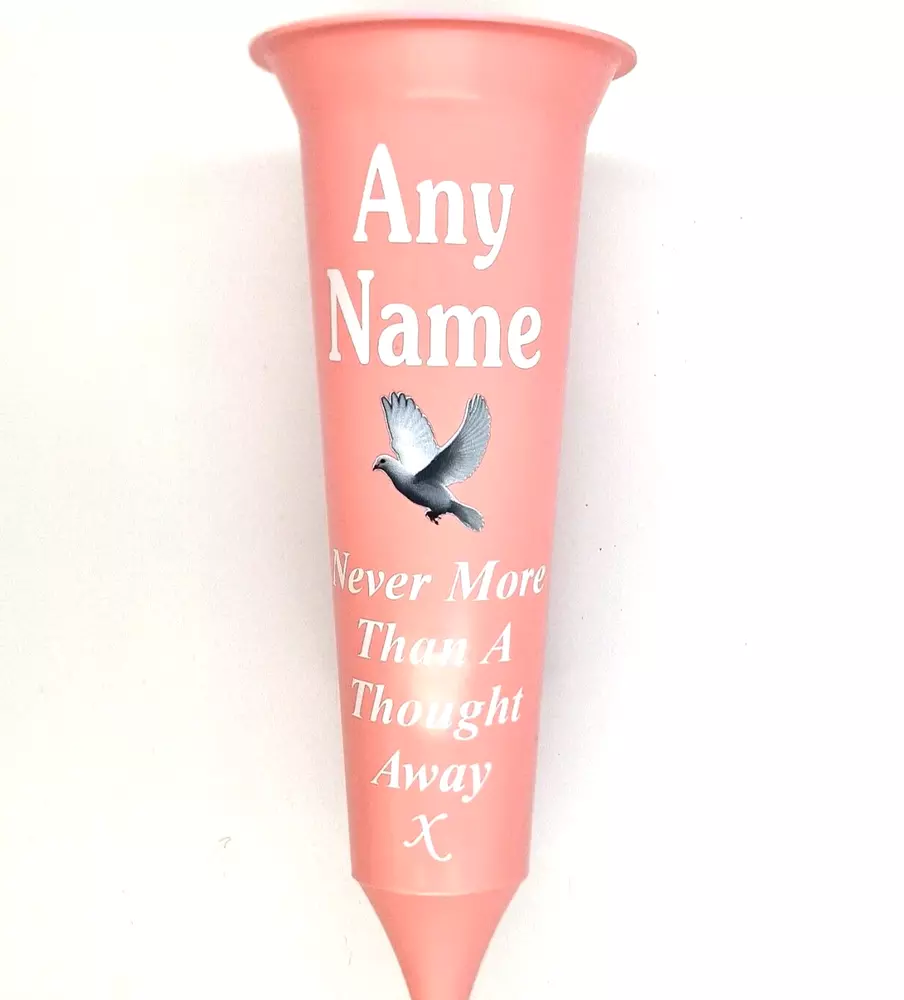 Any
Name
Never More
Than A
Thought
Away
X